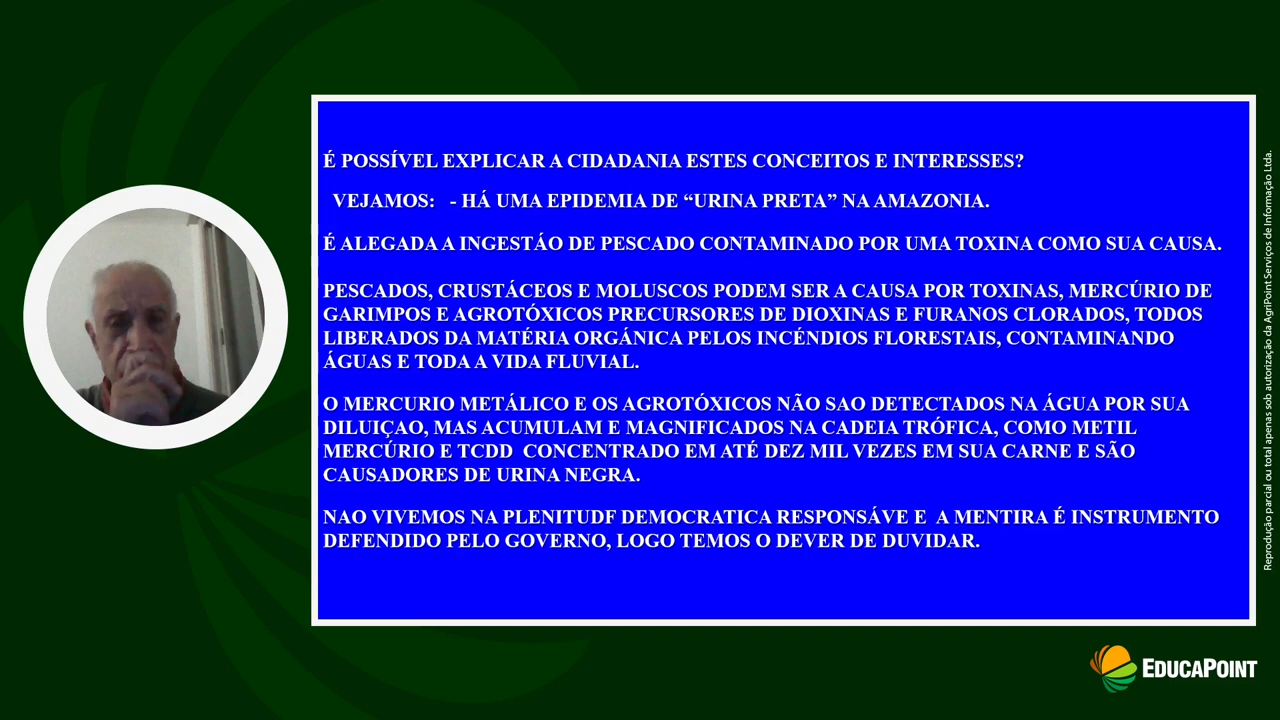 É POSSÍVEL EXPLICAR A CIDADANIA ESTES CONCEITOS E INTERESSES?
VEJAMOS: - HÁ UMA EPIDEMIA DE “URINA PRETA” NA AMAZONIA.
É ALEGADA A INGESTÁO DE PESCADO CONTAMINADO POR UMA TOXINA COMO SUA CAUSA.
PESCADOS, CRUSTÁCEOS E MOLUSCOS PODEM SER A CAUSA POR TOXINAS, MERCÚRIO DE
GARIMPOS E AGROTÓXICOS PRECURSORES DE DIOXINAS E FURANOS CLORADOS, TODOS
LIBERADOS DA MATÉRIA ORGÁNICA PELOS INCÉNDIOS FLORESTAIS, CONTAMINANDO
ÁGUAS E TODA A VIDA FLUVIAL.
O MERCURIO METÁLICO E OS AGROTÓXICOS NÃO SAO DETECTADOS NA ÁGUA POR SUA
DILUIÇAO, MAS ACUMULAM E MAGNIFICADOS NA CADEIA TRÓFICA, COMO METIL
MERCÚRIO E TCDD CONCENTRADO EM ATÉ DEZ MIL VEZES EM SUA CARNE E SÃO
CAUSADORES DE URINA NEGRA.
NAO VIVEMOS NA PLENITUDF DEMOCRATICA RESPONSÁVE E A MENTIRA É INSTRUMENTO
DEFENDIDO PELO GOVERNO, LOGO TEMOS O DEVER DE DUVIDAR.
Reprodução parcial ou total apenas sob autorização da AgriPoint Serviços de Informação Ltda.
EDUCAPOINT